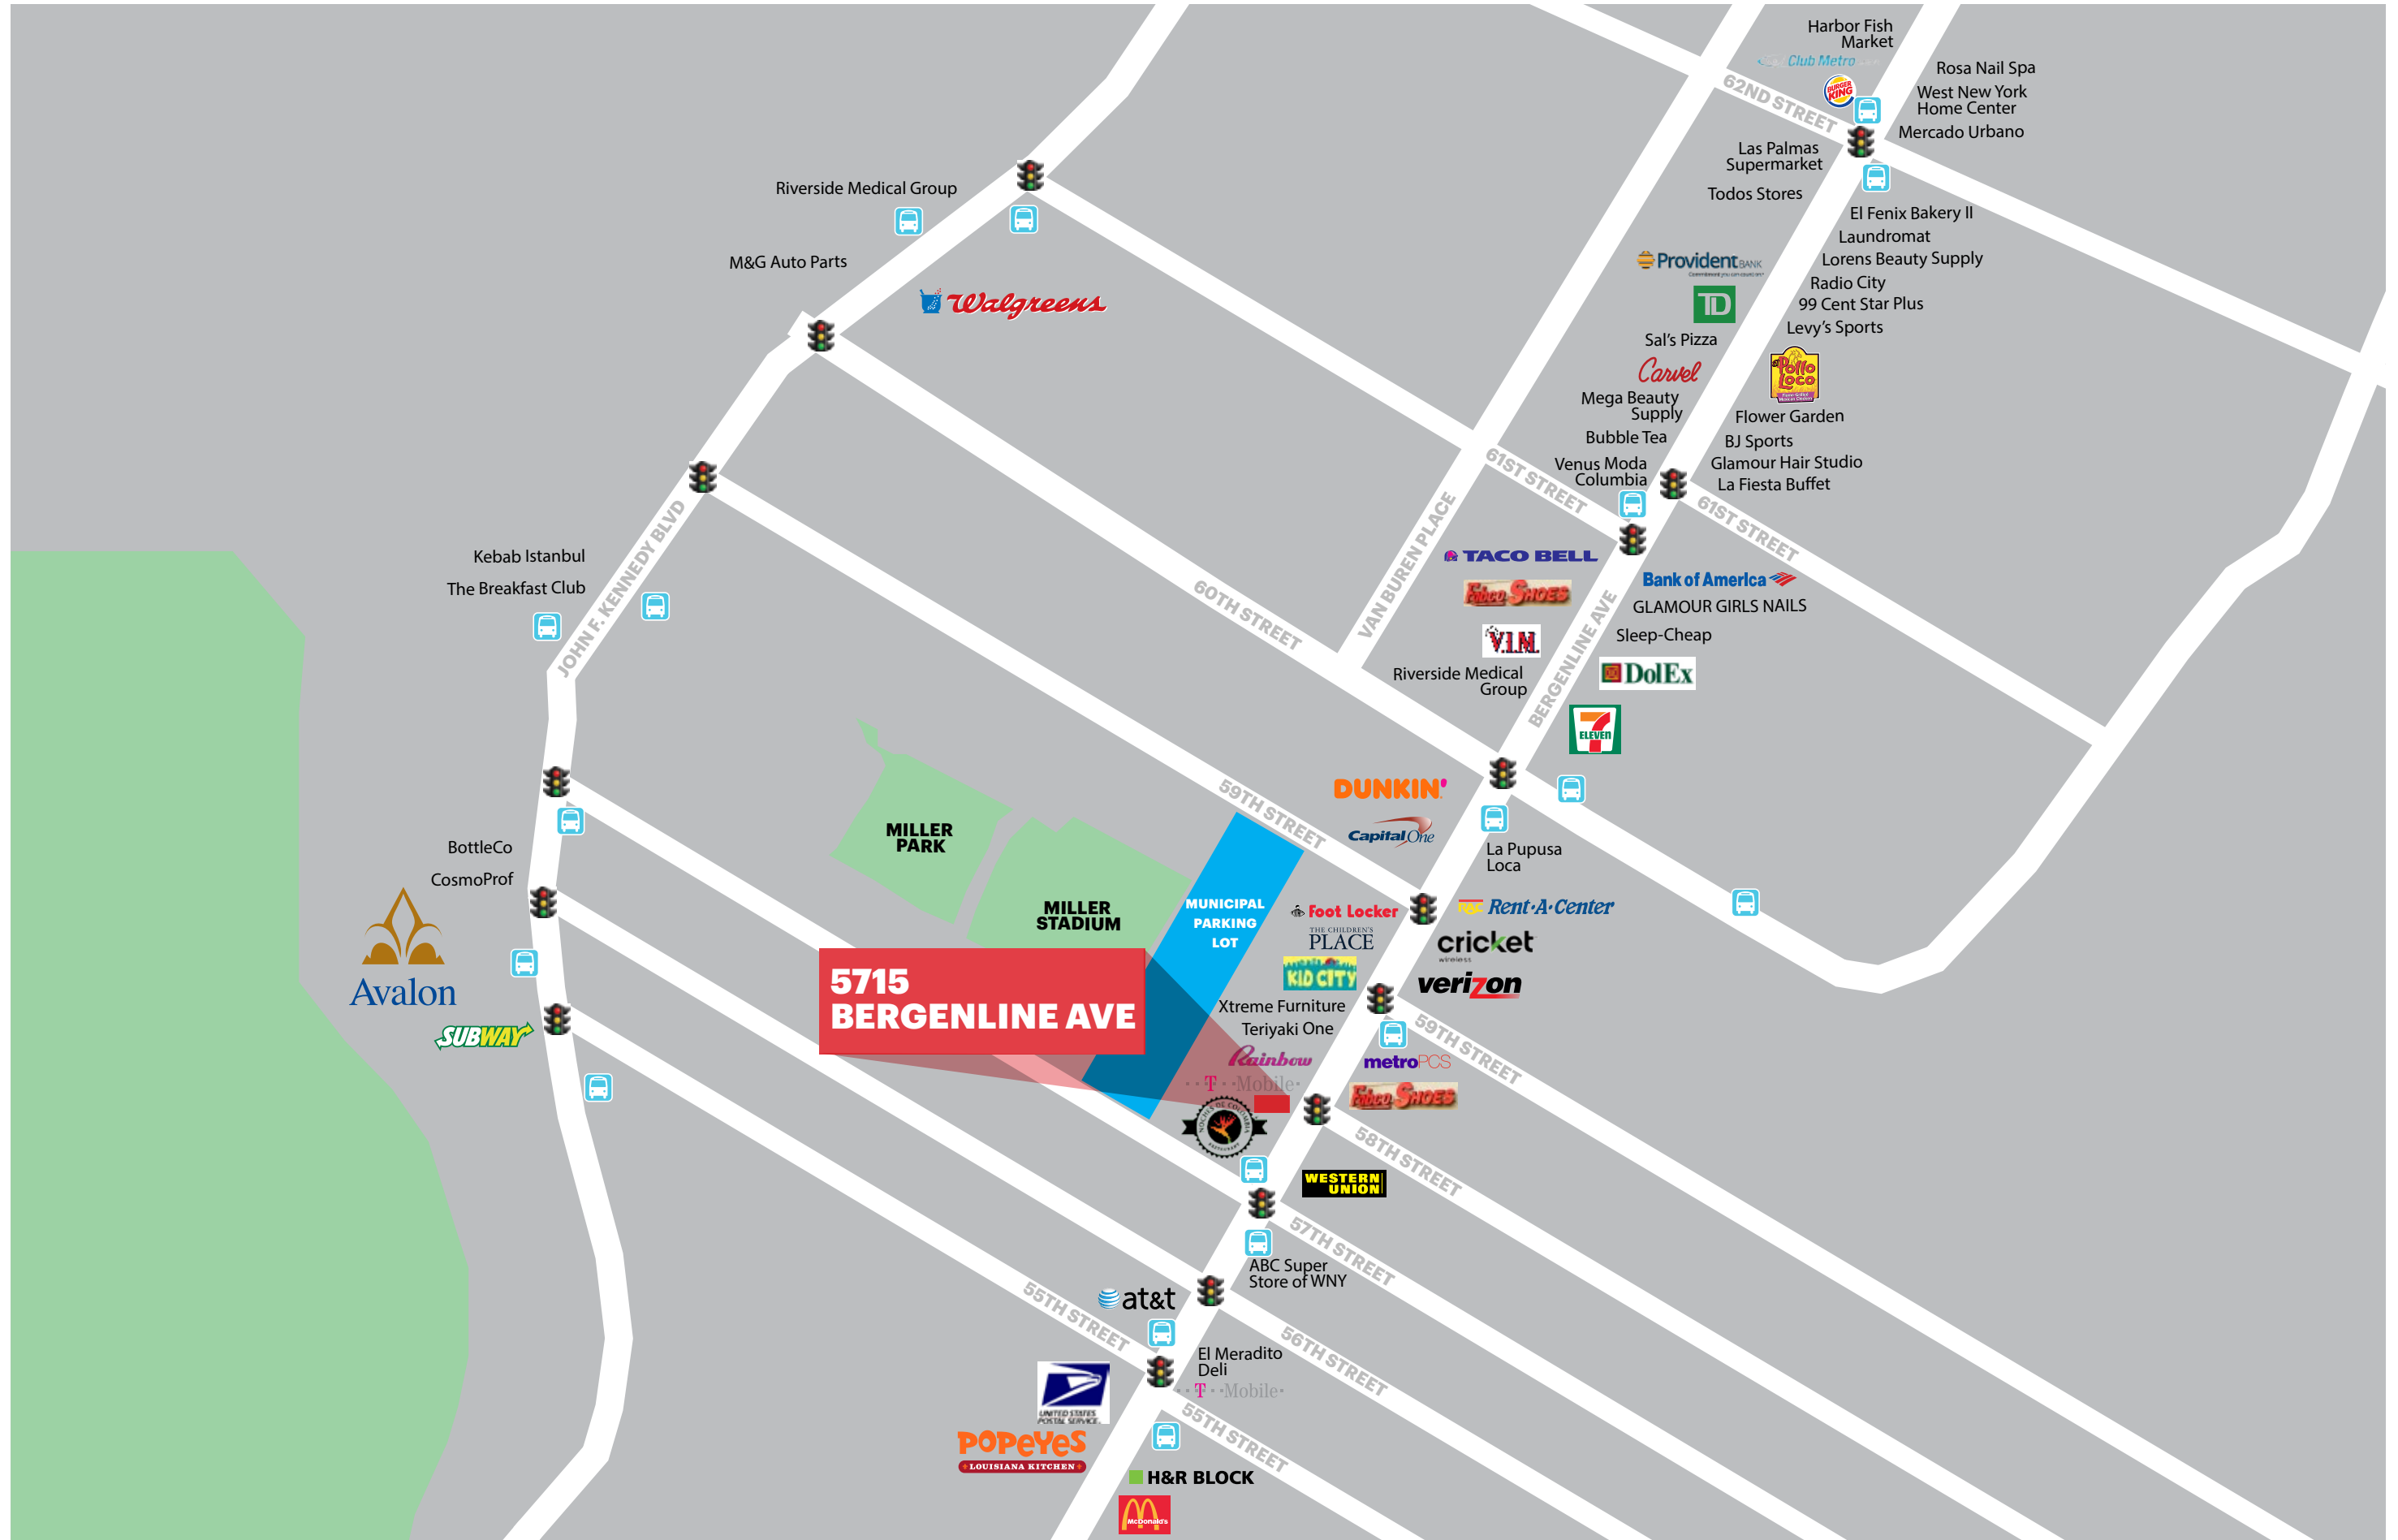 Harbor Fish
Market
Club Metro
BURGER
KING
Rosa Nail Spa
West New York
Home Center
Mercado Urbano
62ND STREET
Las Palmas
Supermarket
Todos Stores
Riverside Medical Group
M&G Auto Parts
Walgreens
El Fenix Bakery II
Laundromat
Lorens Beauty Supply
Radio City
99 Cent Star Plus
Levy's Sports
Provident BANK
TD
Sal's Pizza
Carvel
Mega Beauty
Supply
Bubble Tea
Venus Moda
Columbia
Pollo
Loco
Flower Garden
BJ Sports
Glamour Hair Studio
La Fiesta Buffet
61ST STREET
61ST STREET
VAN BUREN PLACE
JOHN F. KENNEDY BLVD
Kebab Istanbul
The Breakfast Club
60TH STREET
TACO BELL
Fabco SHOES
V.I.M.
Riverside Medical
Group
BERGENLINE AVE
Bank of America
GLAMOUR GIRLS NAILS
Sleep-Cheap
DolEx
7
ELEVEN
59TH STREET
DUNKIN'
Capital One
La Pupusa
Loca
MILLER
PARK
MILLER
STADIUM
MUNICIPAL
PARKING
LOT
BottleCo
CosmoProf
Avalon
SUBWAY
Foot Locker
THE CHILDREN'S
PLACE
KID CITY
Xtreme Furniture
Teriyaki One
Rainbow
T Mobile
RAC Rent-A-Center
cricket
wireless
verizon
59TH STREET
metroPCS
Fabco SHOES
5715
BERGENLINE AVE
NOCHES DE COLOMBIA
58TH STREET
WESTERN
UNION
57TH STREET
ABC Super
Store of WNY
at&t
55TH STREET
56TH STREET
El Meradito
Deli
T Mobile
UNITED STATES
POSTAL SERVICE
POPEYES
LOUISIANA KITCHEN
55TH STREET
H&R BLOCK
McDonald's